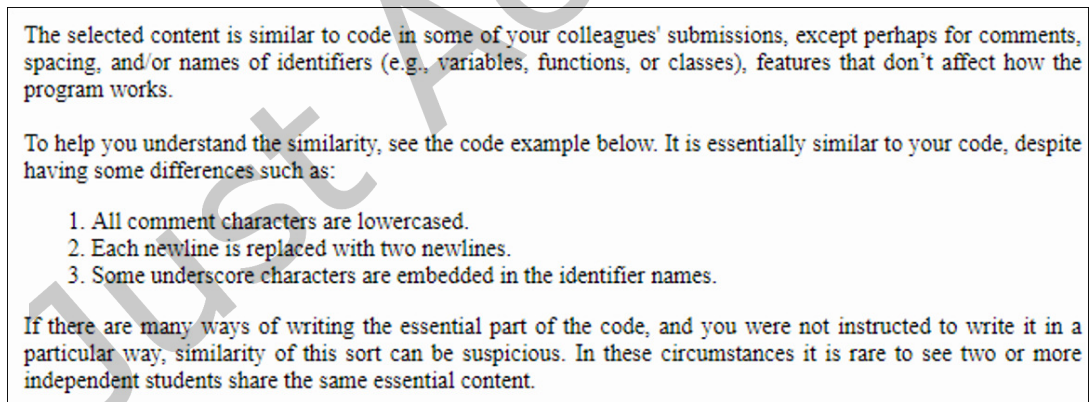 The selected content is similar to code in some of your colleagues' submissions, except perhaps for comments,
spacing, and/or names of identifiers (e.g., variables, functions, or classes), features that don't affect how the
program works.
To help you understand the similarity, see the code example below. It is essentially similar to your code, despite
having some differences such as:
1. All comment characters are lowercased.
2. Each newline is replaced with two newlines.
3. Some underscore characters are embedded in the identifier names.
If there are many ways of writing the essential part of the code, and you were not instructed to write it in a
particular way, similarity of this sort can be suspicious. In these circumstances it is rare to see two or more
independent students share the same essential content.
Just A